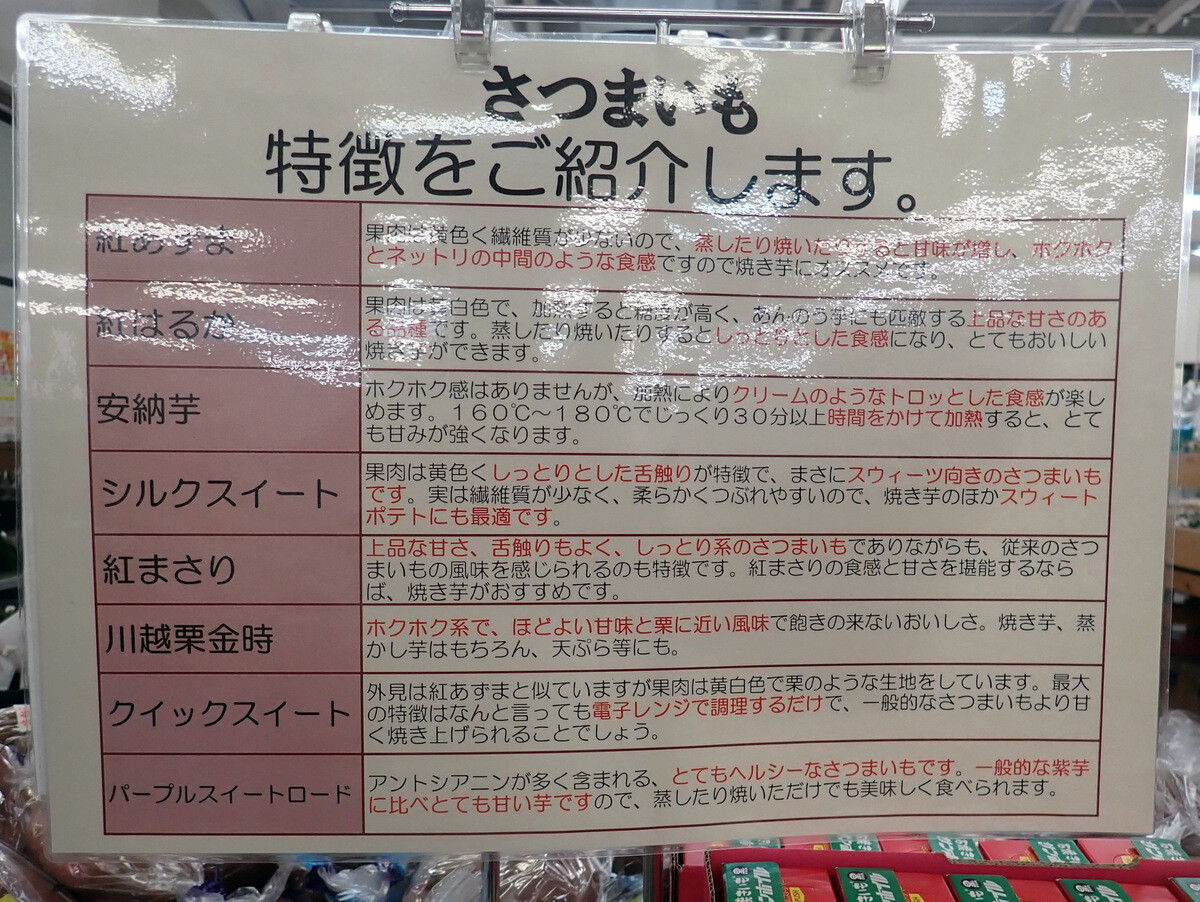 さつまいも
特徴をご紹介します。
紅あずま
果肉は黄色く繊維質が少ないので、蒸したり焼いたりすると甘味が増し、ホクホク
とネットリの中間のような食感ですので焼き芋にオススメです。
紅はるか
果肉は黄白色で、加熱すると糖度が高く、あんのう芋にも匹敵する上品な甘さのあ
る品種です。蒸したり焼いたりするとしっとりとした食感になり、とてもおいしい
焼き芋ができます。
安納芋
ホクホク感はありませんが、加熱によりクリームのようなトロッとした食感が楽し
めます。１６０℃～１８０℃でじっくり３０分以上時間をかけて加熱すると、とて
も甘みが強くなります。
シルクスイート
果肉は黄色くしっとりとした舌触りが特徴で、まさにスウィーツ向きのさつまいも
です。実は繊維質が少なく、柔らかくつぶれやすいので、焼き芋のほかスウィート
ポテトにも最適です。
紅まさり
上品な甘さ、舌触りもよく、しっとり系のさつまいもでありながらも、従来のさつ
まいもの風味を感じられるのも特徴です。紅まさりの食感と甘さを堪能するなら
ば、焼き芋がおすすめです。
川越栗金時
ホクホク系で、ほどよい甘味と栗に近い風味で飽きの来ないおいしさ。焼き芋、蒸
かし芋はもちろん、天ぷら等にも。
クイックスイート
外見は紅あずまと似ていますが果肉は黄白色で栗のような生地をしています。最大
の特徴はなんと言っても電子レンジで調理するだけで、一般的なさつまいもより甘
く焼き上げられることでしょう。
パープルスイートロード
アントシアニンが多く含まれる、とてもヘルシーなさつまいもです。一般的な紫芋
に比べとても甘い芋ですので、蒸したり焼いただけでも美味しく食べられます。